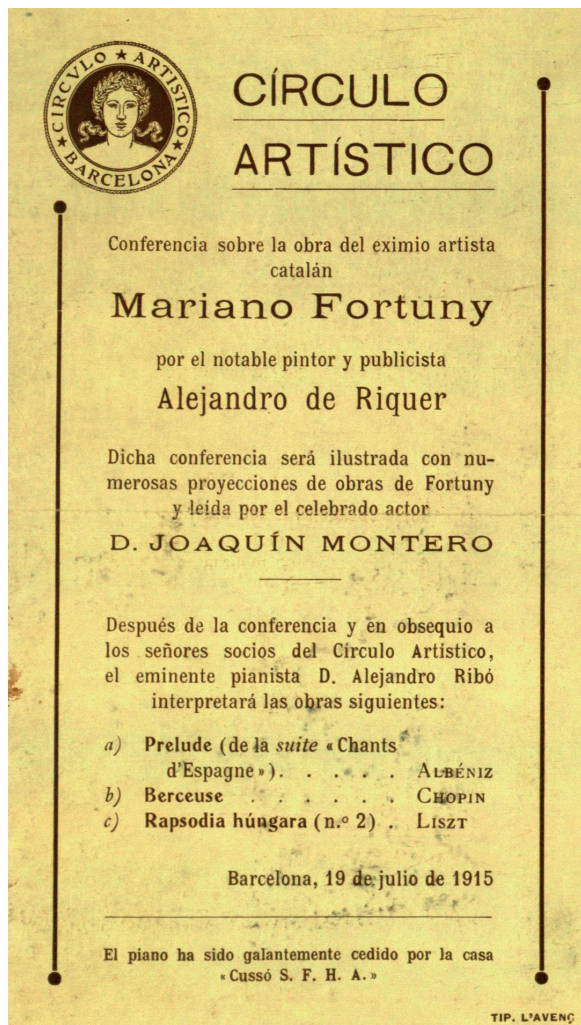 CIRCVLO ★ ARTISTICO ★ BARCELONA ★
CÍRCULO
ARTÍSTICO
Conferencia sobre la obra del eximio artista
catalán
Mariano Fortuny
por el notable pintor y publicista
Alejandro de Riquer
Dicha conferencia será ilustrada con nu-
merosas proyecciones de obras de Fortuny
y leída por el celebrado actor
D. JOAQUÍN MONTERO
Después de la conferencia y en obsequio a
los señores socios del Círculo Artístico,
el eminente pianista D. Alejandro Ribó
interpretará las obras siguientes:
a) Prelude (de la suite «Chants
d'Espagne»). . . . . . ALBÉNIZ
b) Berceuse . . . . . . CHOPIN
c) Rapsodia húngara (n.º 2) . LISZT
Barcelona, 19 de julio de 1915
El piano ha sido galantemente cedido por la casa
«Cussó S. F. H. A.»
TIP. L'AVENÇ